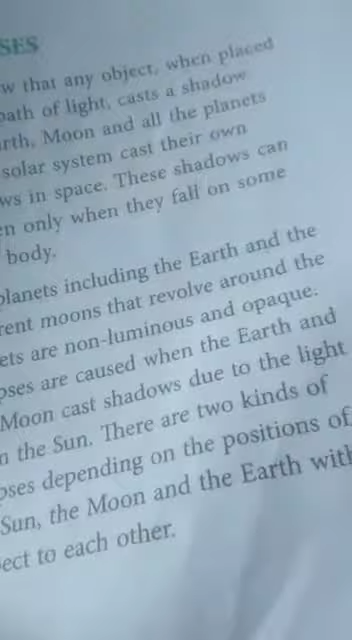 SES
w that any object, when placed
path of light, casts a shadow.
rth, Moon and all the planets
solar system cast their own
ws in space. These shadows can
en only when they fall on some
body.
planets including the Earth and the
rent moons that revolve around the
ets are non-luminous and opaque.
pses are caused when the Earth and
Moon cast shadows due to the light
n the Sun. There are two kinds of
pses depending on the positions of
Sun, the Moon and the Earth with
ect to each other.